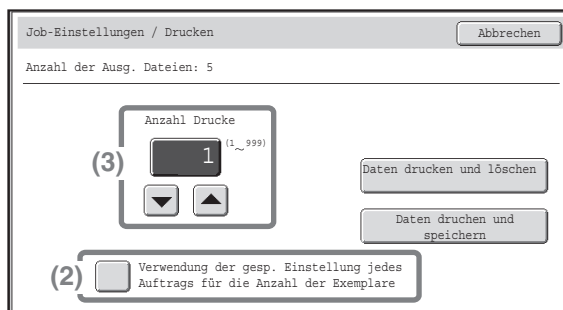 Job-Einstellungen / Drucken
Abbrechen
Anzahl der Ausg. Dateien: 5
Anzahl Drucke
(3)
1
(1~999)
Daten drucken und löschen
Daten druchen und
speichern
(2)
Verwendung der gesp. Einstellung jedes
Auftrags für die Anzahl der Exemplare